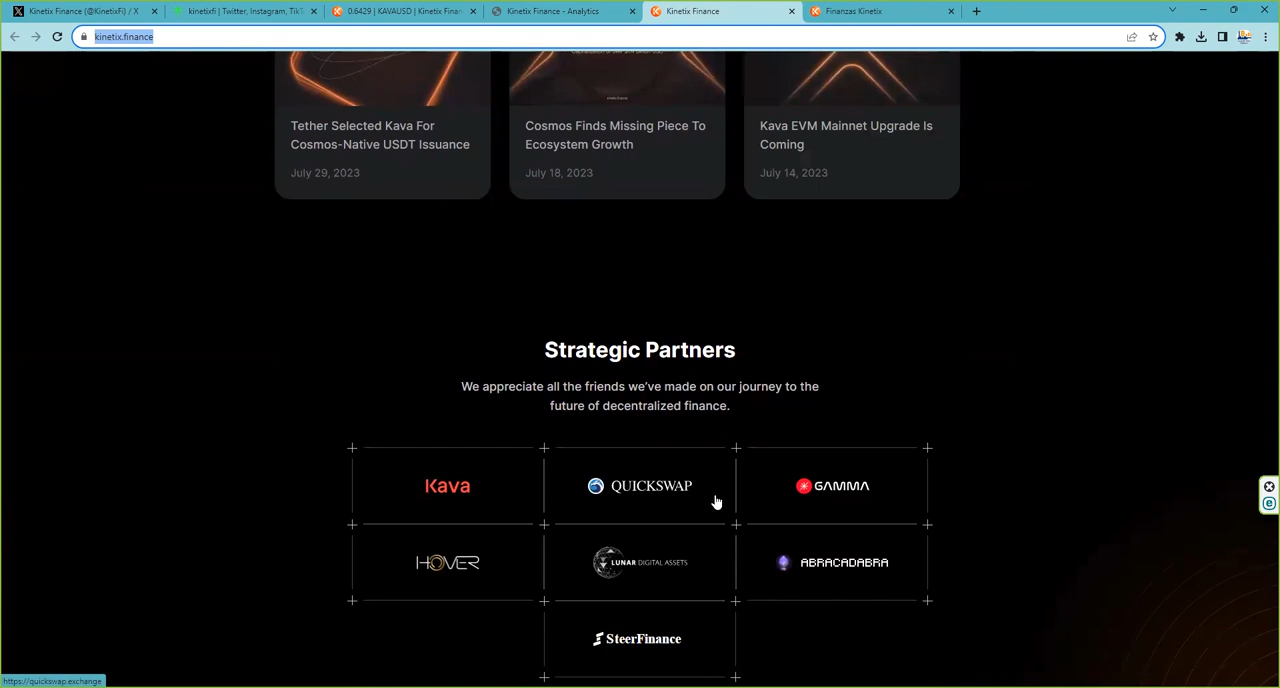 Kinetix Finance (@KinetixFi) / X
kinetixfi | Twitter, Instagram, TikT
0.6429 | KAVAUSD | Kinetix Finan
Kinetix Finance - Analytics
Kinetix Finance
Finanzas Kinetix
kinetix.finance
Tether Selected Kava For
Cosmos-Native USDT Issuance
July 29, 2023
Cosmos Finds Missing Piece To
Ecosystem Growth
July 18, 2023
Kava EVM Mainnet Upgrade Is
Coming
July 14, 2023
Strategic Partners
We appreciate all the friends we've made on our journey to the
future of decentralized finance.
Kava
QUICKSWAP
GAMMA
HOVER
LUNAR DIGITAL ASSETS
ABRACADABRA
SteerFinance
https://quickswap.exchange